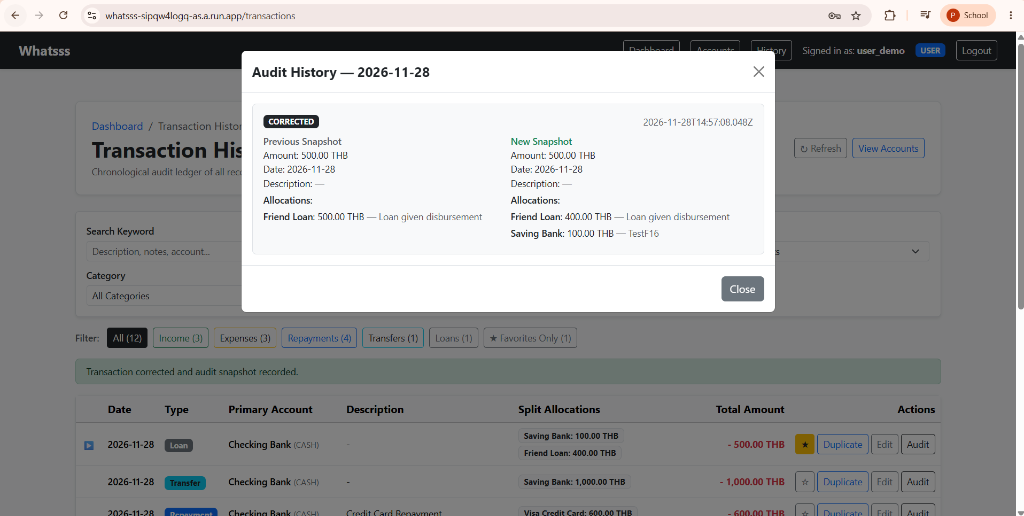 whatsss-sipqw4logq-as.a.run.app/transactions
P School
Whatsss
Dashboard Accounts History Signed in as: user_demo USER Logout
Audit History — 2026-11-28
CORRECTED
2026-11-28T14:57:08.048Z
Previous Snapshot
Amount: 500.00 THB
Date: 2026-11-28
Description: —
Allocations:
Friend Loan: 500.00 THB — Loan given disbursement
New Snapshot
Amount: 500.00 THB
Date: 2026-11-28
Description: —
Allocations:
Friend Loan: 400.00 THB — Loan given disbursement
Saving Bank: 100.00 THB — TestF16
Close
Dashboard / Transaction
Transaction
Chronological audit ledger of all
↻ Refresh View Accounts
Search Keyword
Description, notes, account...
Category
All Categories
Filter: All (12) Income (3) Expenses (3) Repayments (4) Transfers (1) Loans (1) ★ Favorites Only (1)
Transaction corrected and audit snapshot recorded.
Date Type Primary Account Description Split Allocations Total Amount Actions
2026-11-28 Loan Checking Bank (CASH) - Saving Bank: 100.00 THB - 500.00 THB ★ Duplicate Edit Audit
Friend Loan: 400.00 THB
2026-11-28 Transfer Checking Bank (CASH) - Saving Bank: 1,000.00 THB - 1,000.00 THB ☆ Duplicate Edit Audit
2026-11-28 Repayment Checking Bank (CASH) Credit Card Repayment Visa Credit Card: 600.00 THB - 600.00 THB ☆ Duplicate Edit Audit